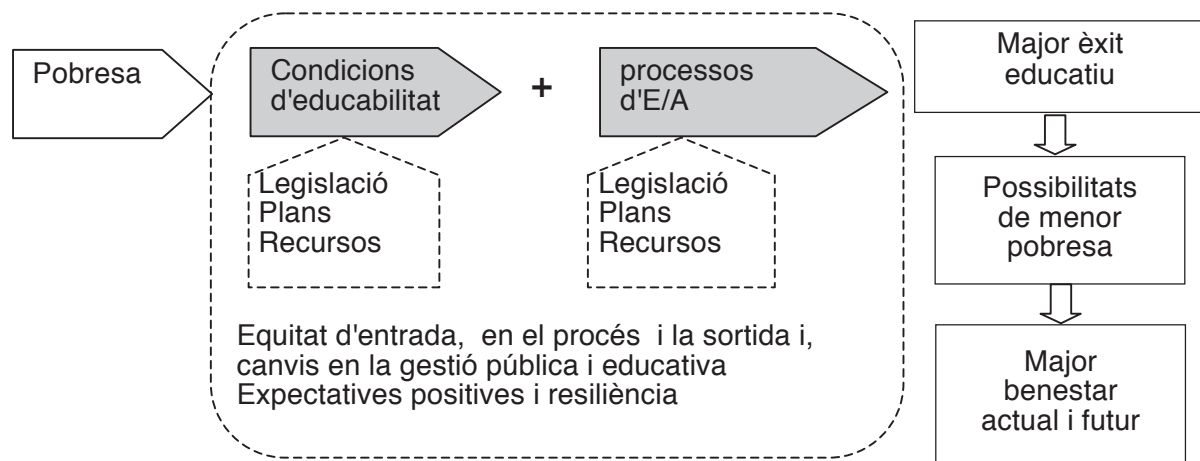 Pobresa
Condicions
d'educabilitat
+
processos
d'E/A
Legislació
Plans
Recursos
Legislació
Plans
Recursos
Equitat d'entrada, en el procés i la sortida i,
canvis en la gestió pública i educativa
Expectatives positives i resiliència
Major èxit
educatiu
Possibilitats
de menor
pobresa
Major
benestar
actual i futur